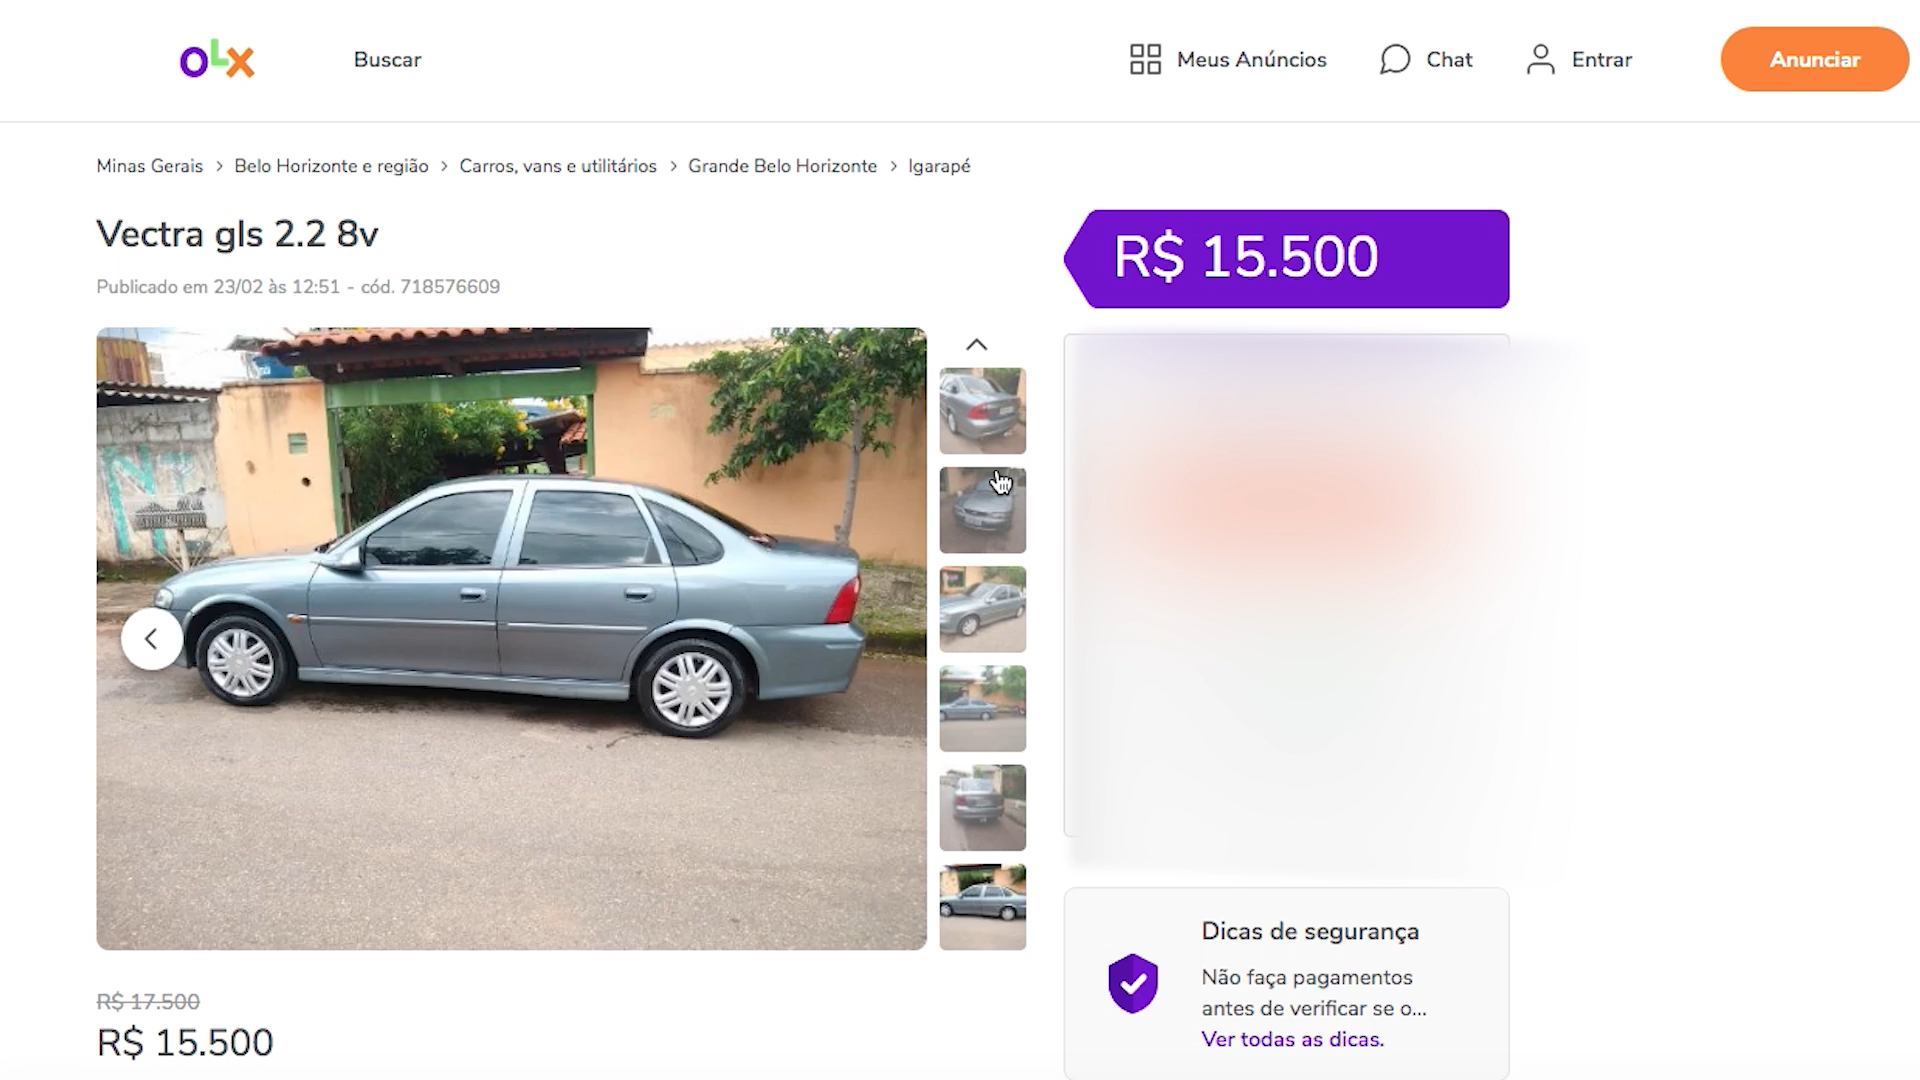 OLX
Buscar
Meus Anúncios
Chat
Entrar
Anunciar
Minas Gerais > Belo Horizonte e região > Carros, vans e utilitários > Grande Belo Horizonte > Igarapé
Vectra gls 2.2 8v
Publicado em 23/02 às 12:51 - cód. 718576609
R$ 15.500
R$ 17.500
R$ 15.500
Dicas de segurança
Não faça pagamentos
antes de verificar se o...
Ver todas as dicas.